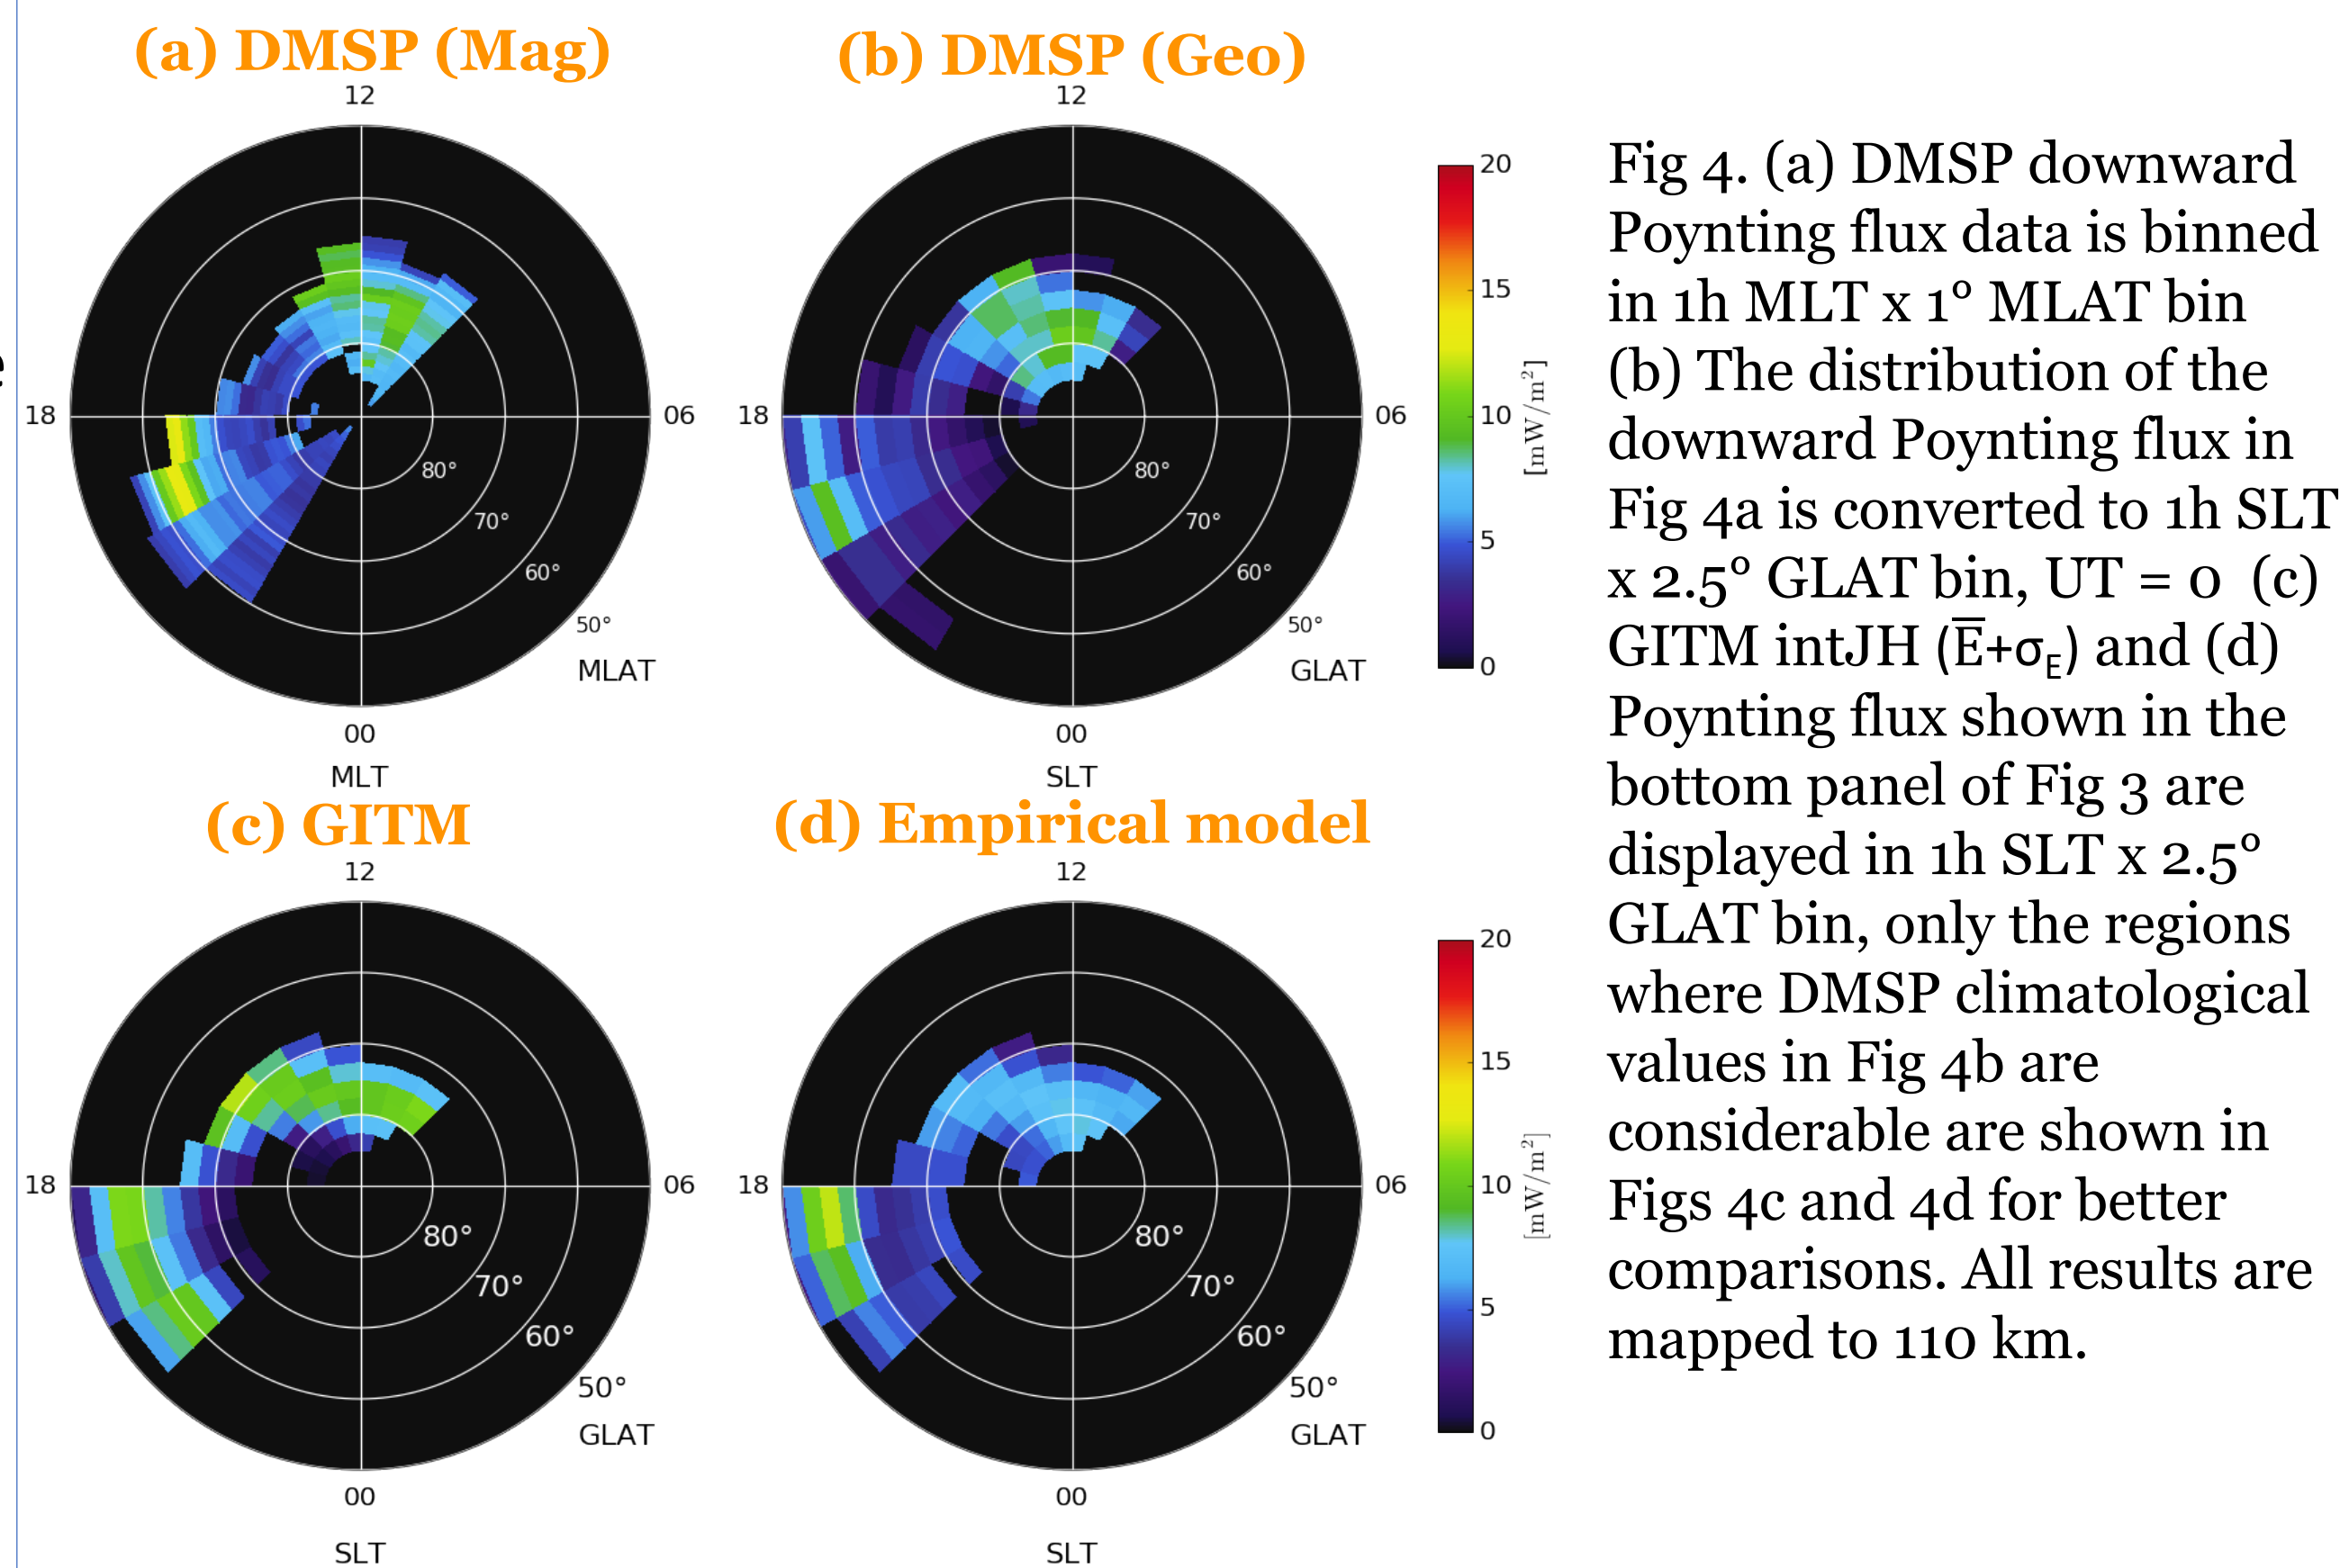 (a) DMSP (Mag)
12
18
06
80°
70°
60°
50°
MLAT
00
MLT
(b) DMSP (Geo)
12
18
06
80°
70°
60°
50°
GLAT
00
SLT
20
15
10
5
0
[mW/m²]
(c) GITM
12
18
06
80°
70°
60°
50°
GLAT
00
SLT
(d) Empirical model
12
18
06
80°
70°
60°
50°
GLAT
00
SLT
20
15
10
5
0
[mW/m²]
Fig 4. (a) DMSP downward
Poynting flux data is binned
in 1h MLT x 1° MLAT bin
(b) The distribution of the
downward Poynting flux in
Fig 4a is converted to 1h SLT
x 2.5° GLAT bin, UT = 0 (c)
GITM intJH (E̅+σ_E) and (d)
Poynting flux shown in the
bottom panel of Fig 3 are
displayed in 1h SLT x 2.5°
GLAT bin, only the regions
where DMSP climatological
values in Fig 4b are
considerable are shown in
Figs 4c and 4d for better
comparisons. All results are
mapped to 110 km.
e